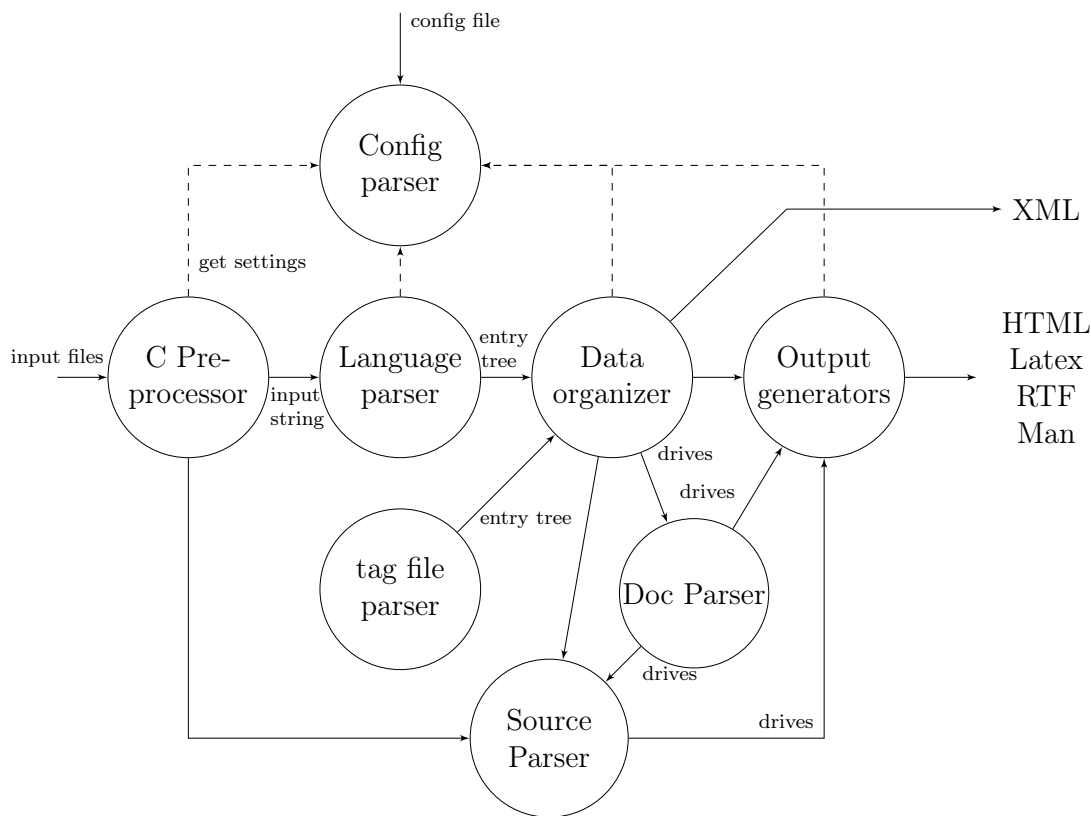 config file
Config
parser
XML
get settings
input files
C Pre-
processor
input
string
Language
parser
entry
tree
Data
organizer
Output
generators
HTML
Latex
RTF
Man
drives
drives
entry tree
tag file
parser
Doc Parser
drives
Source
Parser
drives